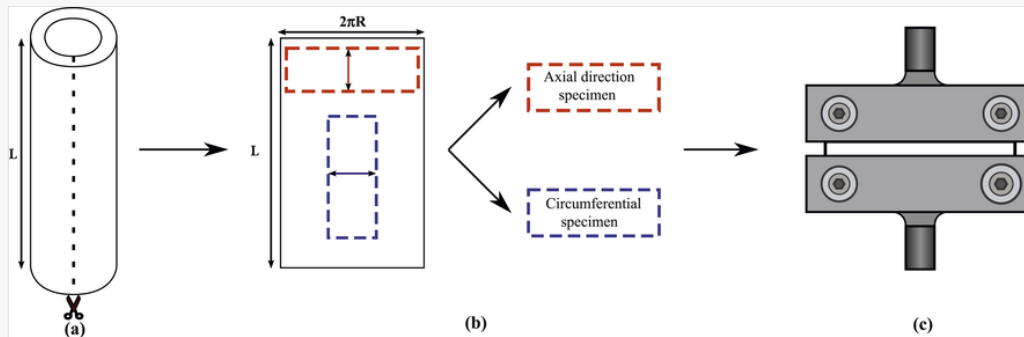 2πR
L
L
Axial direction
specimen
Circumferential
specimen
(a)
(b)
(c)